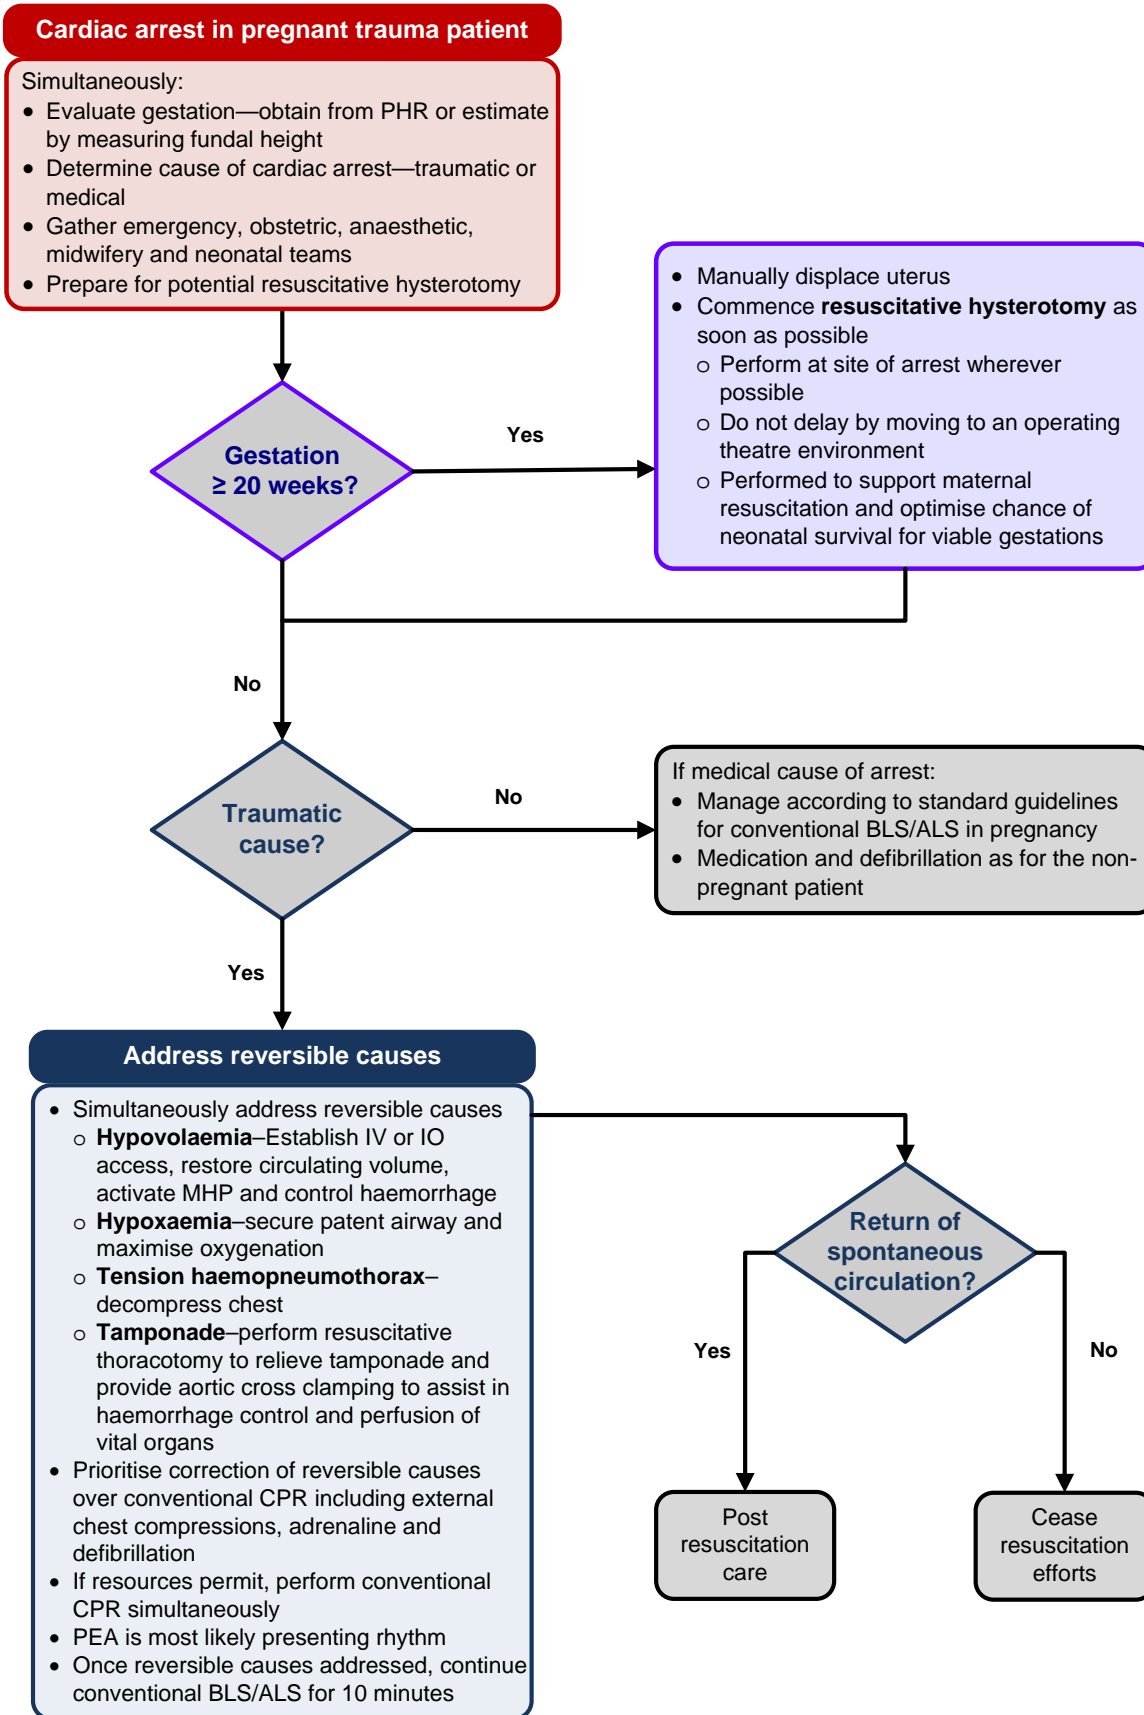 Cardiac arrest in pregnant trauma patient
Simultaneously:
• Evaluate gestation—obtain from PHR or estimate
by measuring fundal height
• Determine cause of cardiac arrest—traumatic or
medical
• Gather emergency, obstetric, anaesthetic,
midwifery and neonatal teams
• Prepare for potential resuscitative hysterotomy
Gestation
≥ 20 weeks?
Yes
• Manually displace uterus
• Commence resuscitative hysterotomy as
soon as possible
o Perform at site of arrest wherever
possible
o Do not delay by moving to an operating
theatre environment
o Performed to support maternal
resuscitation and optimise chance of
neonatal survival for viable gestations
No
Traumatic
cause?
No
If medical cause of arrest:
• Manage according to standard guidelines
for conventional BLS/ALS in pregnancy
• Medication and defibrillation as for the non-
pregnant patient
Yes
Address reversible causes
• Simultaneously address reversible causes
o Hypovolaemia–Establish IV or IO
access, restore circulating volume,
activate MHP and control haemorrhage
o Hypoxaemia–secure patent airway and
maximise oxygenation
o Tension haemopneumothorax–
decompress chest
o Tamponade–perform resuscitative
thoracotomy to relieve tamponade and
provide aortic cross clamping to assist in
haemorrhage control and perfusion of
vital organs
• Prioritise correction of reversible causes
over conventional CPR including external
chest compressions, adrenaline and
defibrillation
• If resources permit, perform conventional
CPR simultaneously
• PEA is most likely presenting rhythm
• Once reversible causes addressed, continue
conventional BLS/ALS for 10 minutes
Return of
spontaneous
circulation?
Yes
No
Post
resuscitation
care
Cease
resuscitation
efforts